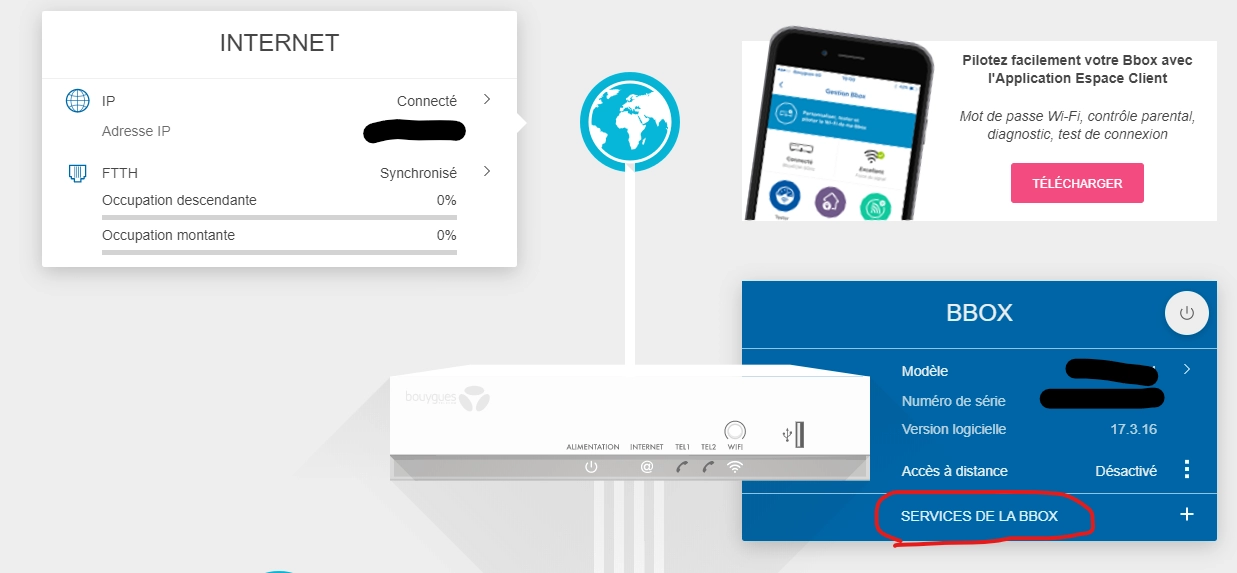 INTERNET
IP
Connecté
Adresse IP
FTTH
Synchronisé
Occupation descendante
0%
Occupation montante
0%
Gestion Bbox
Personnaliser, tester et
piloter le Wi-Fi de ma Bbox
Connecté
Excellent
Tester
Pilotez facilement votre Bbox avec
l'Application Espace Client
Mot de passe Wi-Fi, contrôle parental,
diagnostic, test de connexion
TÉLÉCHARGER
bouygues
ALIMENTATION
INTERNET
TEL1
TEL2
WIFI
@
BBOX
Modèle
Numéro de série
Version logicielle
17.3.16
Accès à distance
Désactivé
SERVICES DE LA BBOX